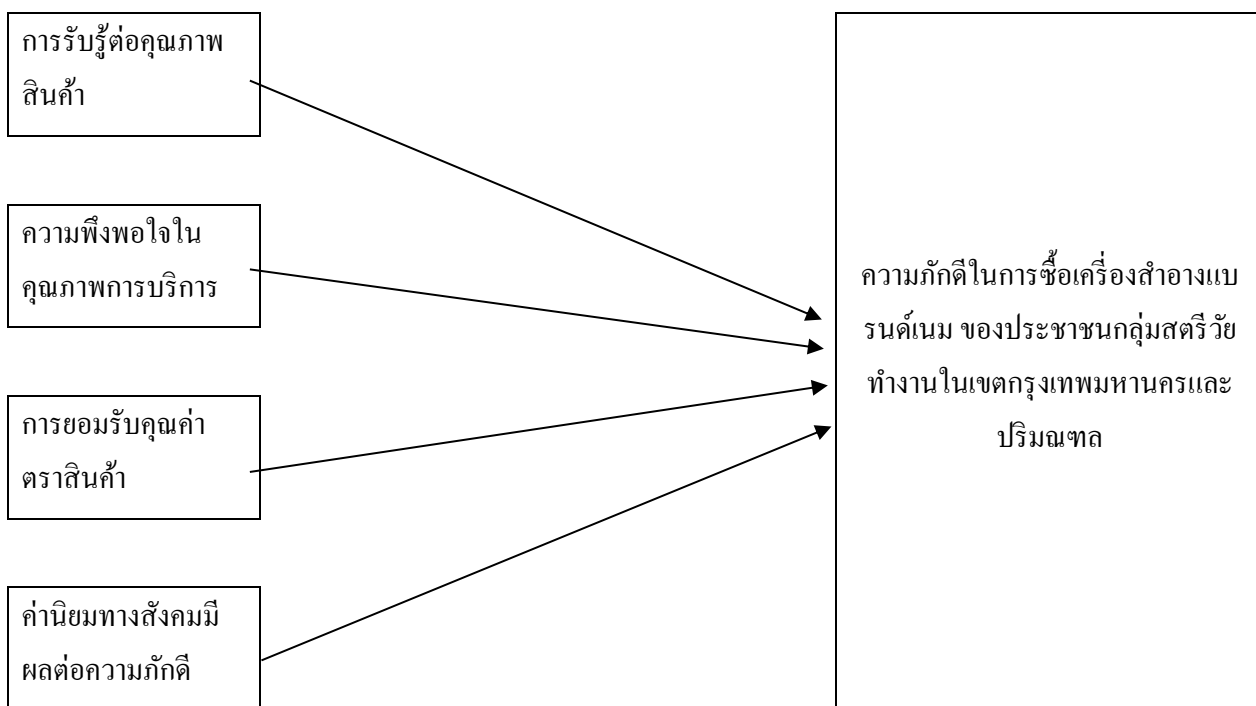 การรับรู้ต่อคุณภาพ
สินค้า
ความพึงพอใจใน
คุณภาพการบริการ
การยอมรับคุณค่า
ตราสินค้า
ค่านิยมทางสังคมมี
ผลต่อความภักดี
ความภักดีในการซื้อเครื่องสำอางแบ
รนด์เนม ของประชาชนกลุ่มสตรีวัย
ทำงานในเขตกรุงเทพมหานครและ
ปริมณฑล